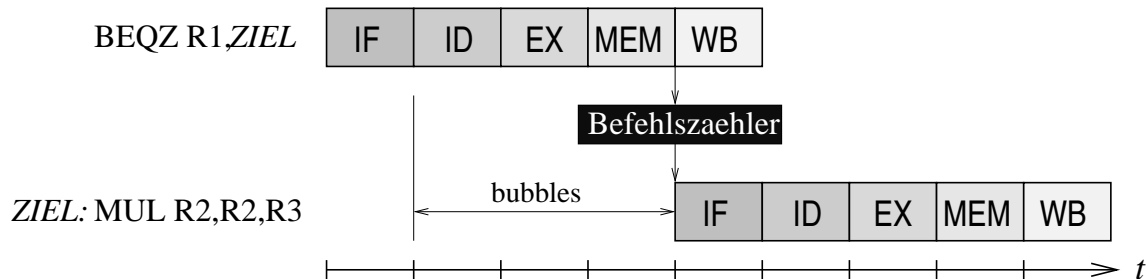 BEQZ R1,ZIEL IF ID EX MEM WB
Befehlszaehler
bubbles
ZIEL: MUL R2,R2,R3 IF ID EX MEM WB
t